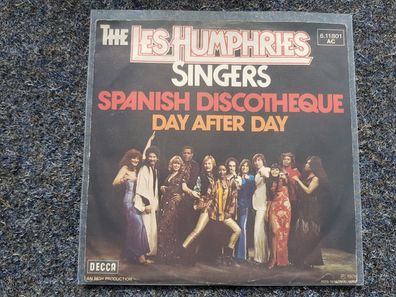 THE LES HUMPHRIES
6.11801
AC
SINGERS
SPANISH DISCOTHEQUE
DAY AFTER DAY
DECCA